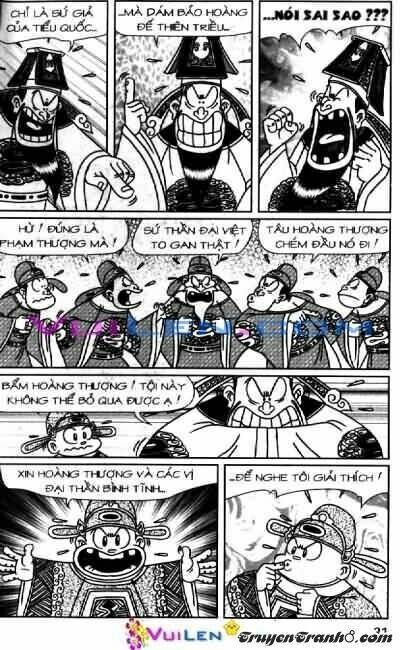 CHỈ LÀ SỨ GIẢ
CỦA TIỂU QUỐC...
...MÀ DÁM BẢO HOÀNG
ĐẾ THIÊN TRIỀU...
...NÓI SAI SAO ???
HỪ ! ĐÚNG LÀ
PHẠM THƯỢNG MÀ !
SỨ THẦN ĐẠI VIỆT
TO GAN THẬT !
TÂU HOÀNG THƯỢNG
CHÉM ĐẦU NÓ ĐI !
VUILEN.COM
BẨM HOÀNG THƯỢNG ! TỘI NÀY
KHÔNG THỂ BỎ QUA ĐƯỢC Ạ !
XIN HOÀNG THƯỢNG VÀ CÁC VỊ
ĐẠI THẦN BÌNH TĨNH...
...ĐỂ NGHE TÔI GIẢI THÍCH !
21
VUILEN
TruyenTranh8.com